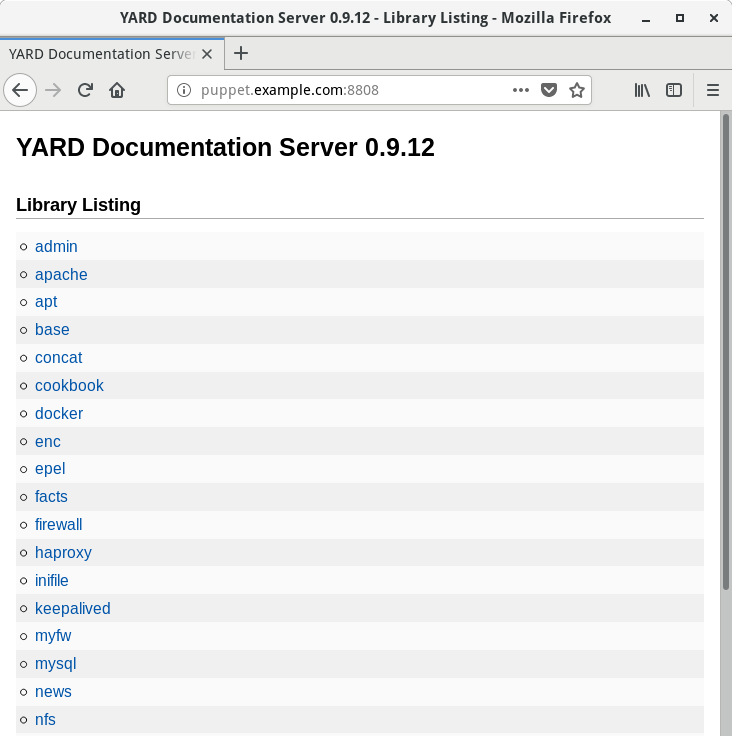 YARD Documentation Server 0.9.12 - Library Listing - Mozilla Firefox
YARD Documentation Serve
puppet.example.com:8808
YARD Documentation Server 0.9.12
Library Listing
admin
apache
apt
base
concat
cookbook
docker
enc
epel
facts
firewall
haproxy
inifile
keepalived
myfw
mysql
news
nfs